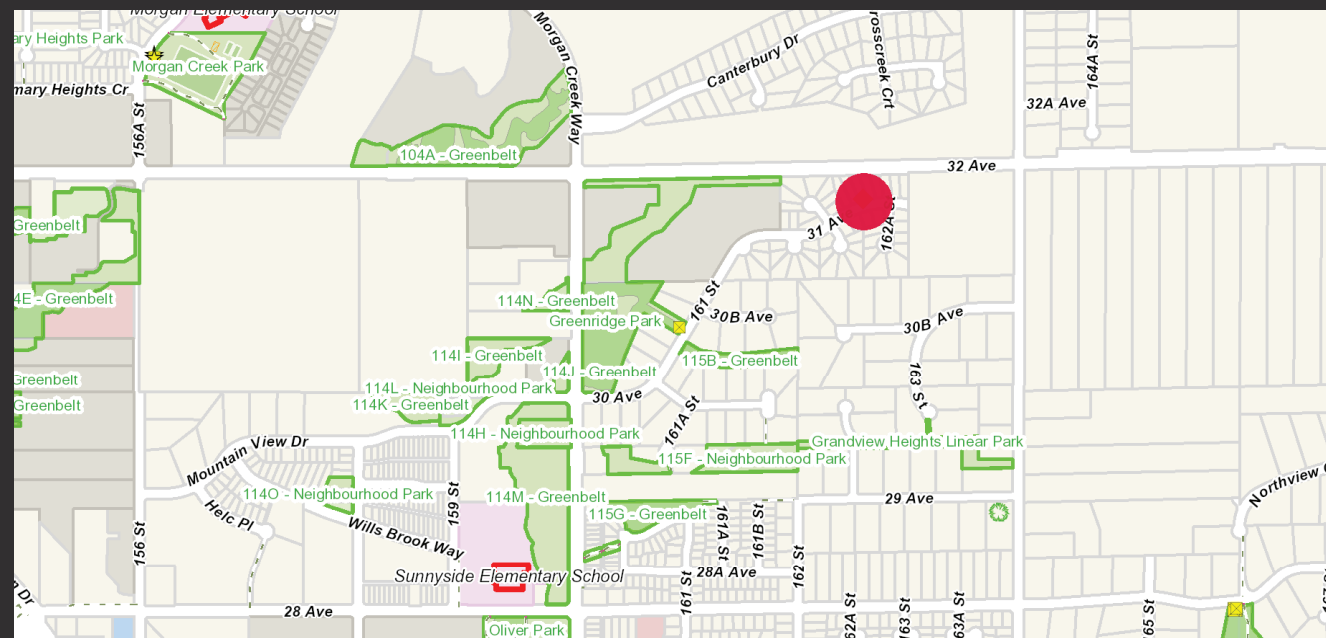 Morgan Elementary School
ary Heights Park
Morgan Creek Park
mary Heights Cr
156A St
Morgan Creek Way
Canterbury Dr
rosscreek Crt
164A St
32A Ave
104A - Greenbelt
32 Ave
31 Av
162A St
Greenbelt
4E - Greenbelt
114N - Greenbelt
Greenridge Park
161 St
30B Ave
30B Ave
114I - Greenbelt
114J - Greenbelt
115B - Greenbelt
163 St
Greenbelt
Greenbelt
114L - Neighbourhood Park
114K - Greenbelt
30 Ave
161A St
114H - Neighbourhood Park
Grandview Heights Linear Park
115F - Neighbourhood Park
Mountain View Dr
114O - Neighbourhood Park
159 St
114M - Greenbelt
115G - Greenbelt
29 Ave
Northview
Helc Pl
Wills Brook Way
156 St
161A St
161B St
162 St
Sunnyside Elementary School
28A Ave
161 St
n Dr
28 Ave
Oliver Park
62A St
163 St
63A St
65 St